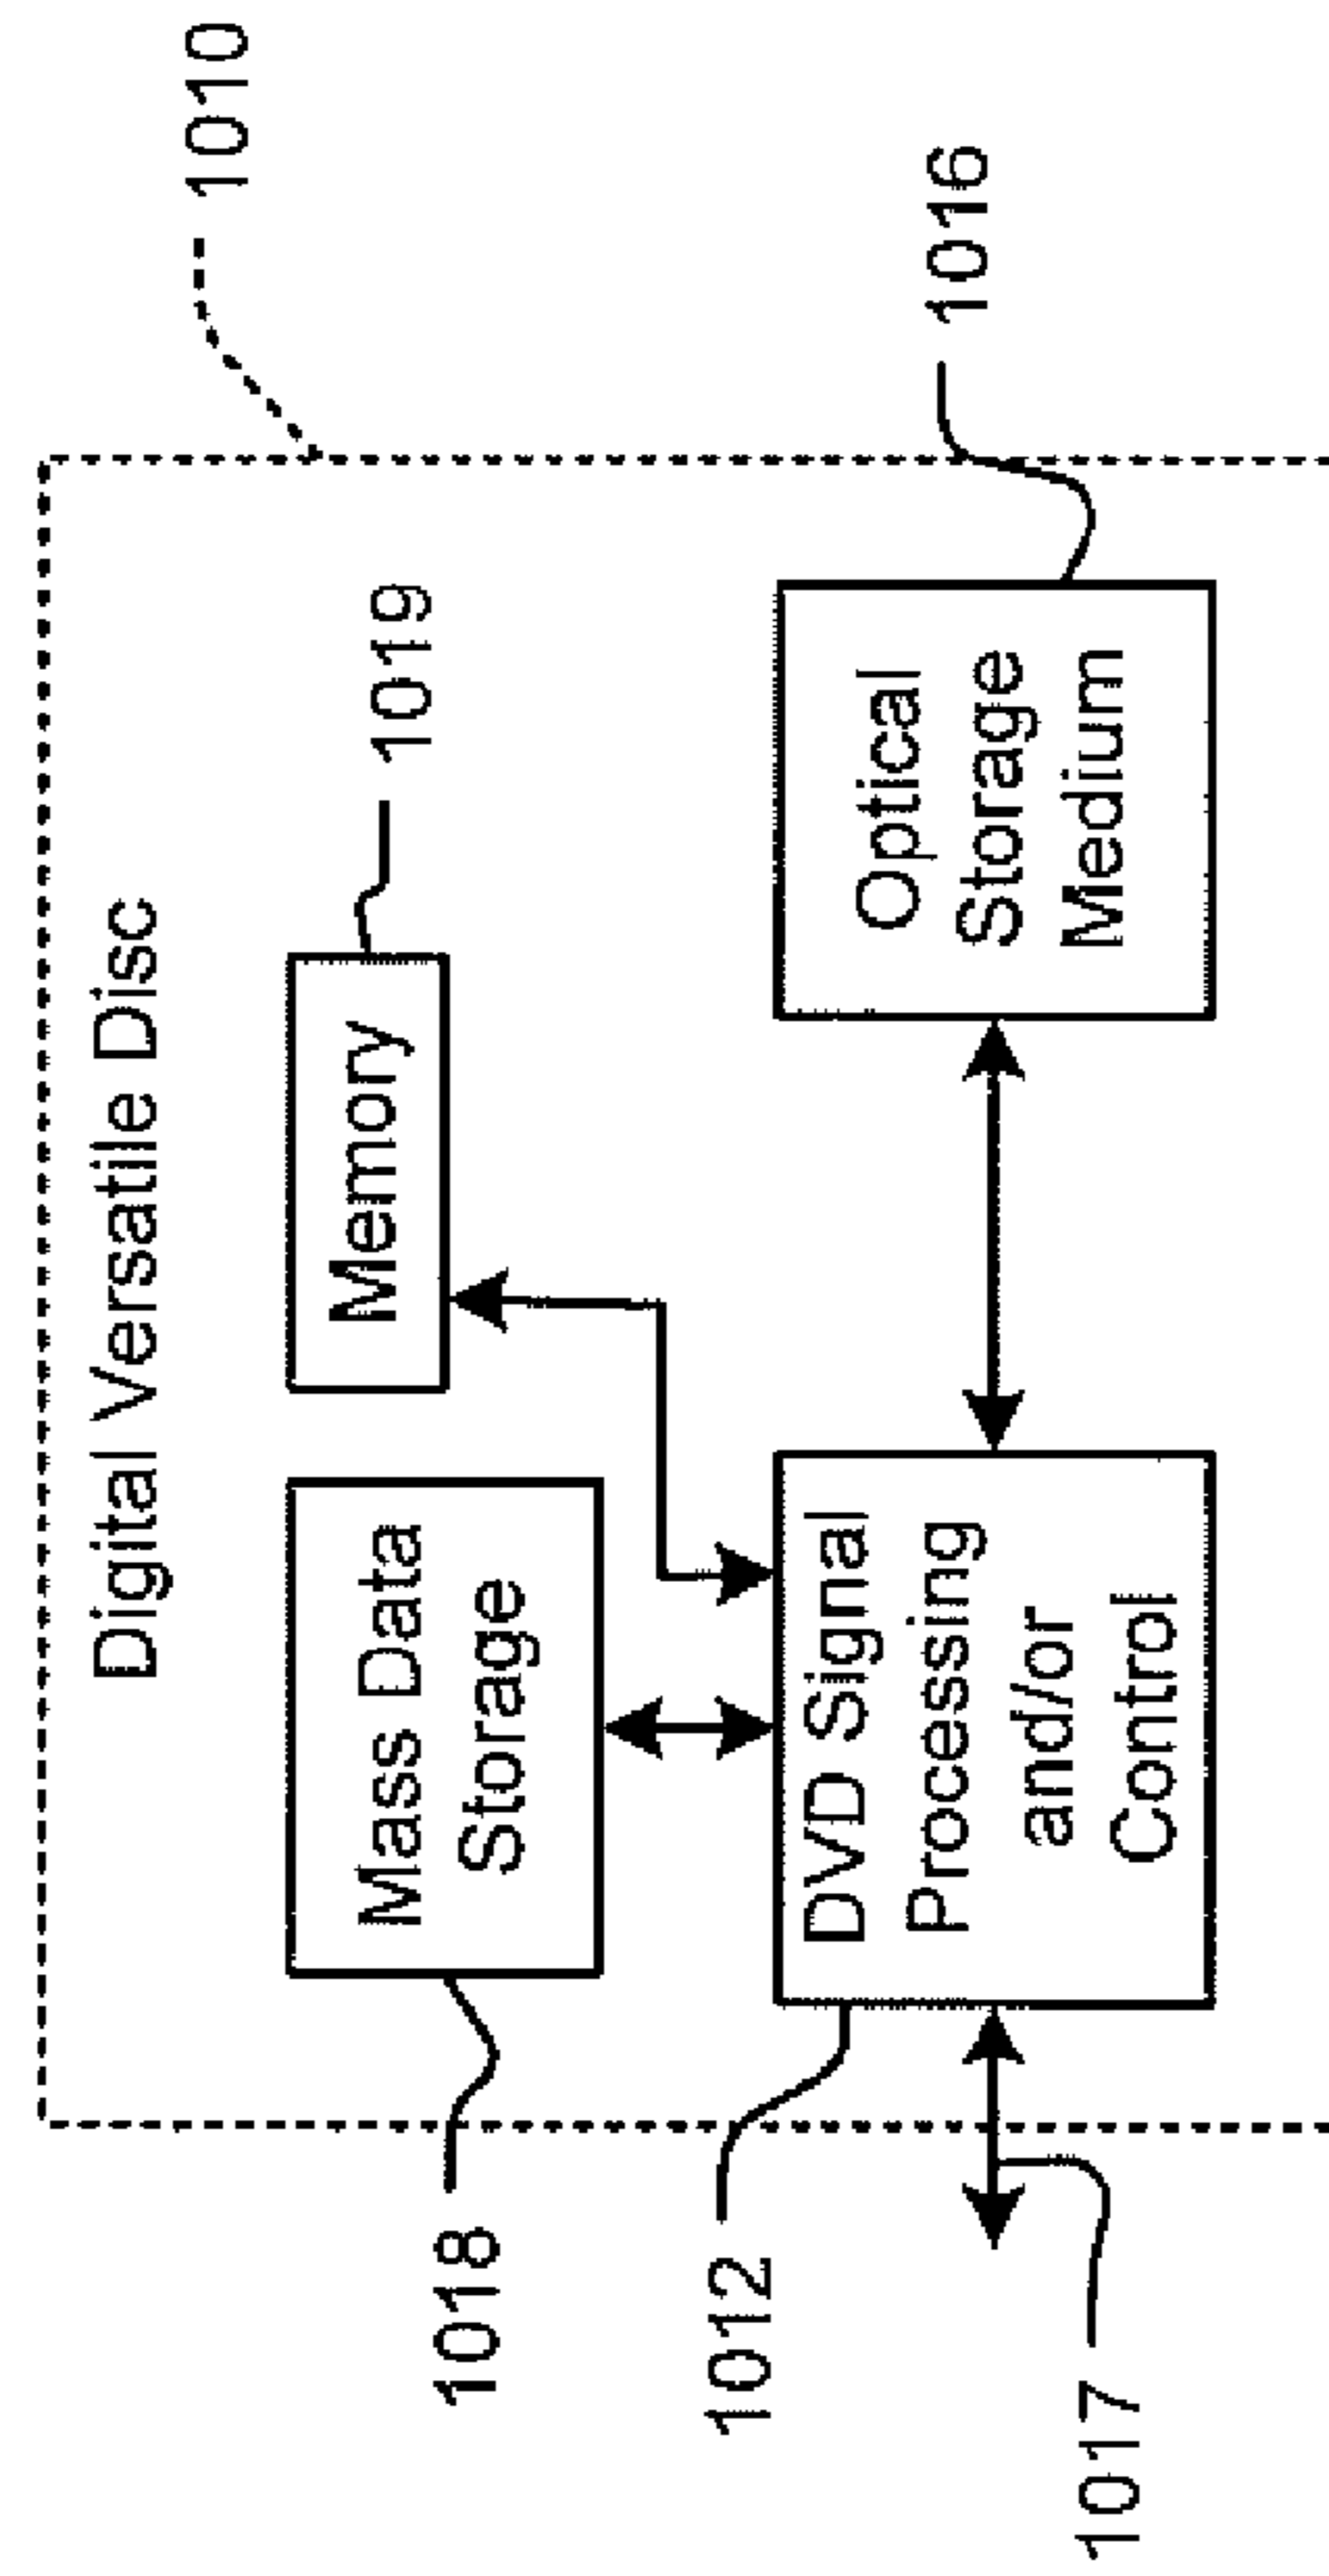 Digital Versatile Disc
1010
Mass Data
Storage
Memory
1019
1018
DVD Signal
Processing
and/or
Control
1012
Optical
Storage
Medium
1016
1017